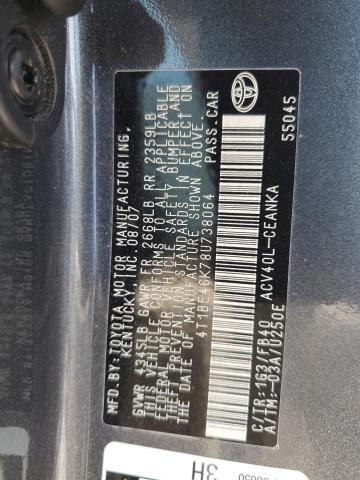 MFD.BY:TOYOTA MOTOR MANUFACTURING,
KENTUCKY,INC. 08/07
GVWR 4345LB GAWR FR 2668LB RR 2359LB
THIS VEHICLE CONFORMS TO ALL APPLICABLE
FEDERAL MOTOR VEHICLE SAFETY BUMPER,AND
THEFT PREVENTION STANDARDS IN EFFECT ON
THE DATE OF MANUFACTURE SHOWN ABOVE.
4T1BE46K78U738064 PASS.CAR
TOYOTA
ACV40L-CEANKA 55045
C/TR:1G3/FB40
A/TM:-03A/U250E
3H